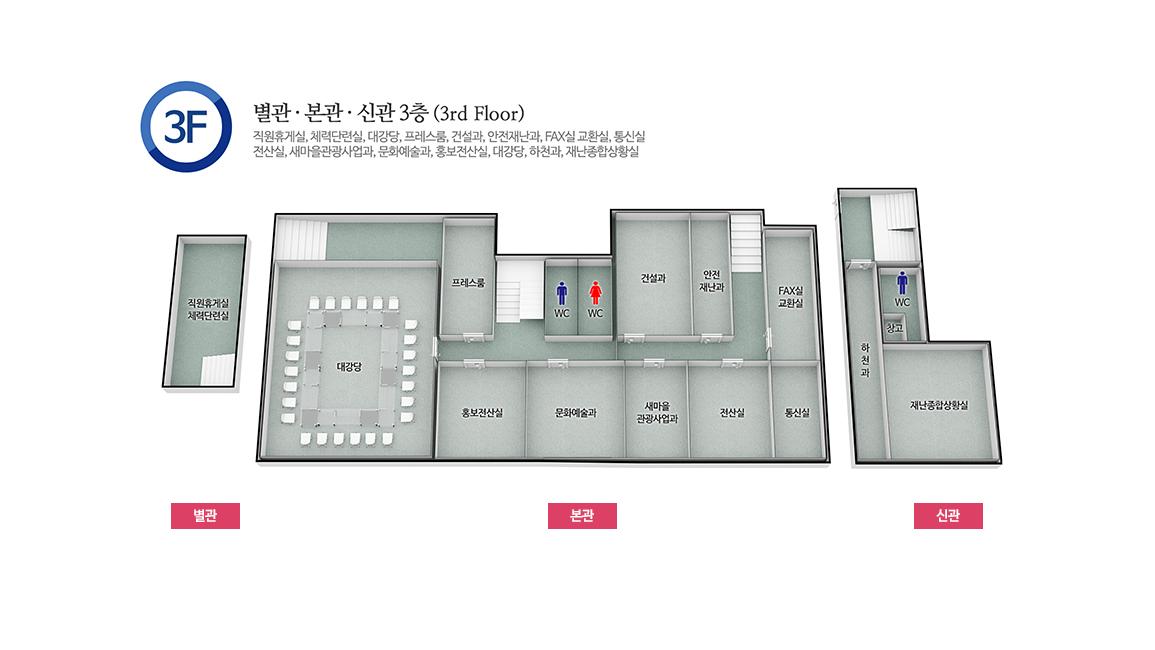 3F
별관 · 본관 · 신관 3층 (3rd Floor)
직원휴게실, 체력단련실, 대강당, 프레스룸, 건설과, 안전재난과, FAX실 교환실, 통신실
전산실, 새마을관광사업과, 문화예술과, 홍보전산실, 대강당, 하천과, 재난종합상황실
직원휴게실
체력단련실
대강당
프레스룸
WC
WC
건설과
안전
재난과
FAX실
교환실
홍보전산실
문화예술과
새마을
관광사업과
전산실
통신실
WC
창고
하
천
과
재난종합상황실
별관
본관
신관